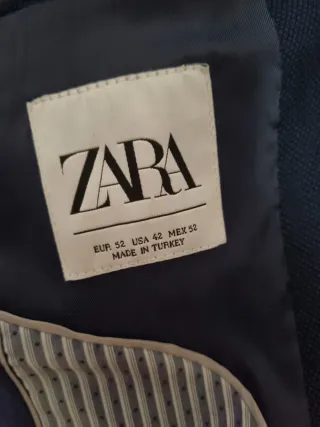 ZARA
EUR 52 USA 42 MEX 52
MADE IN TURKEY